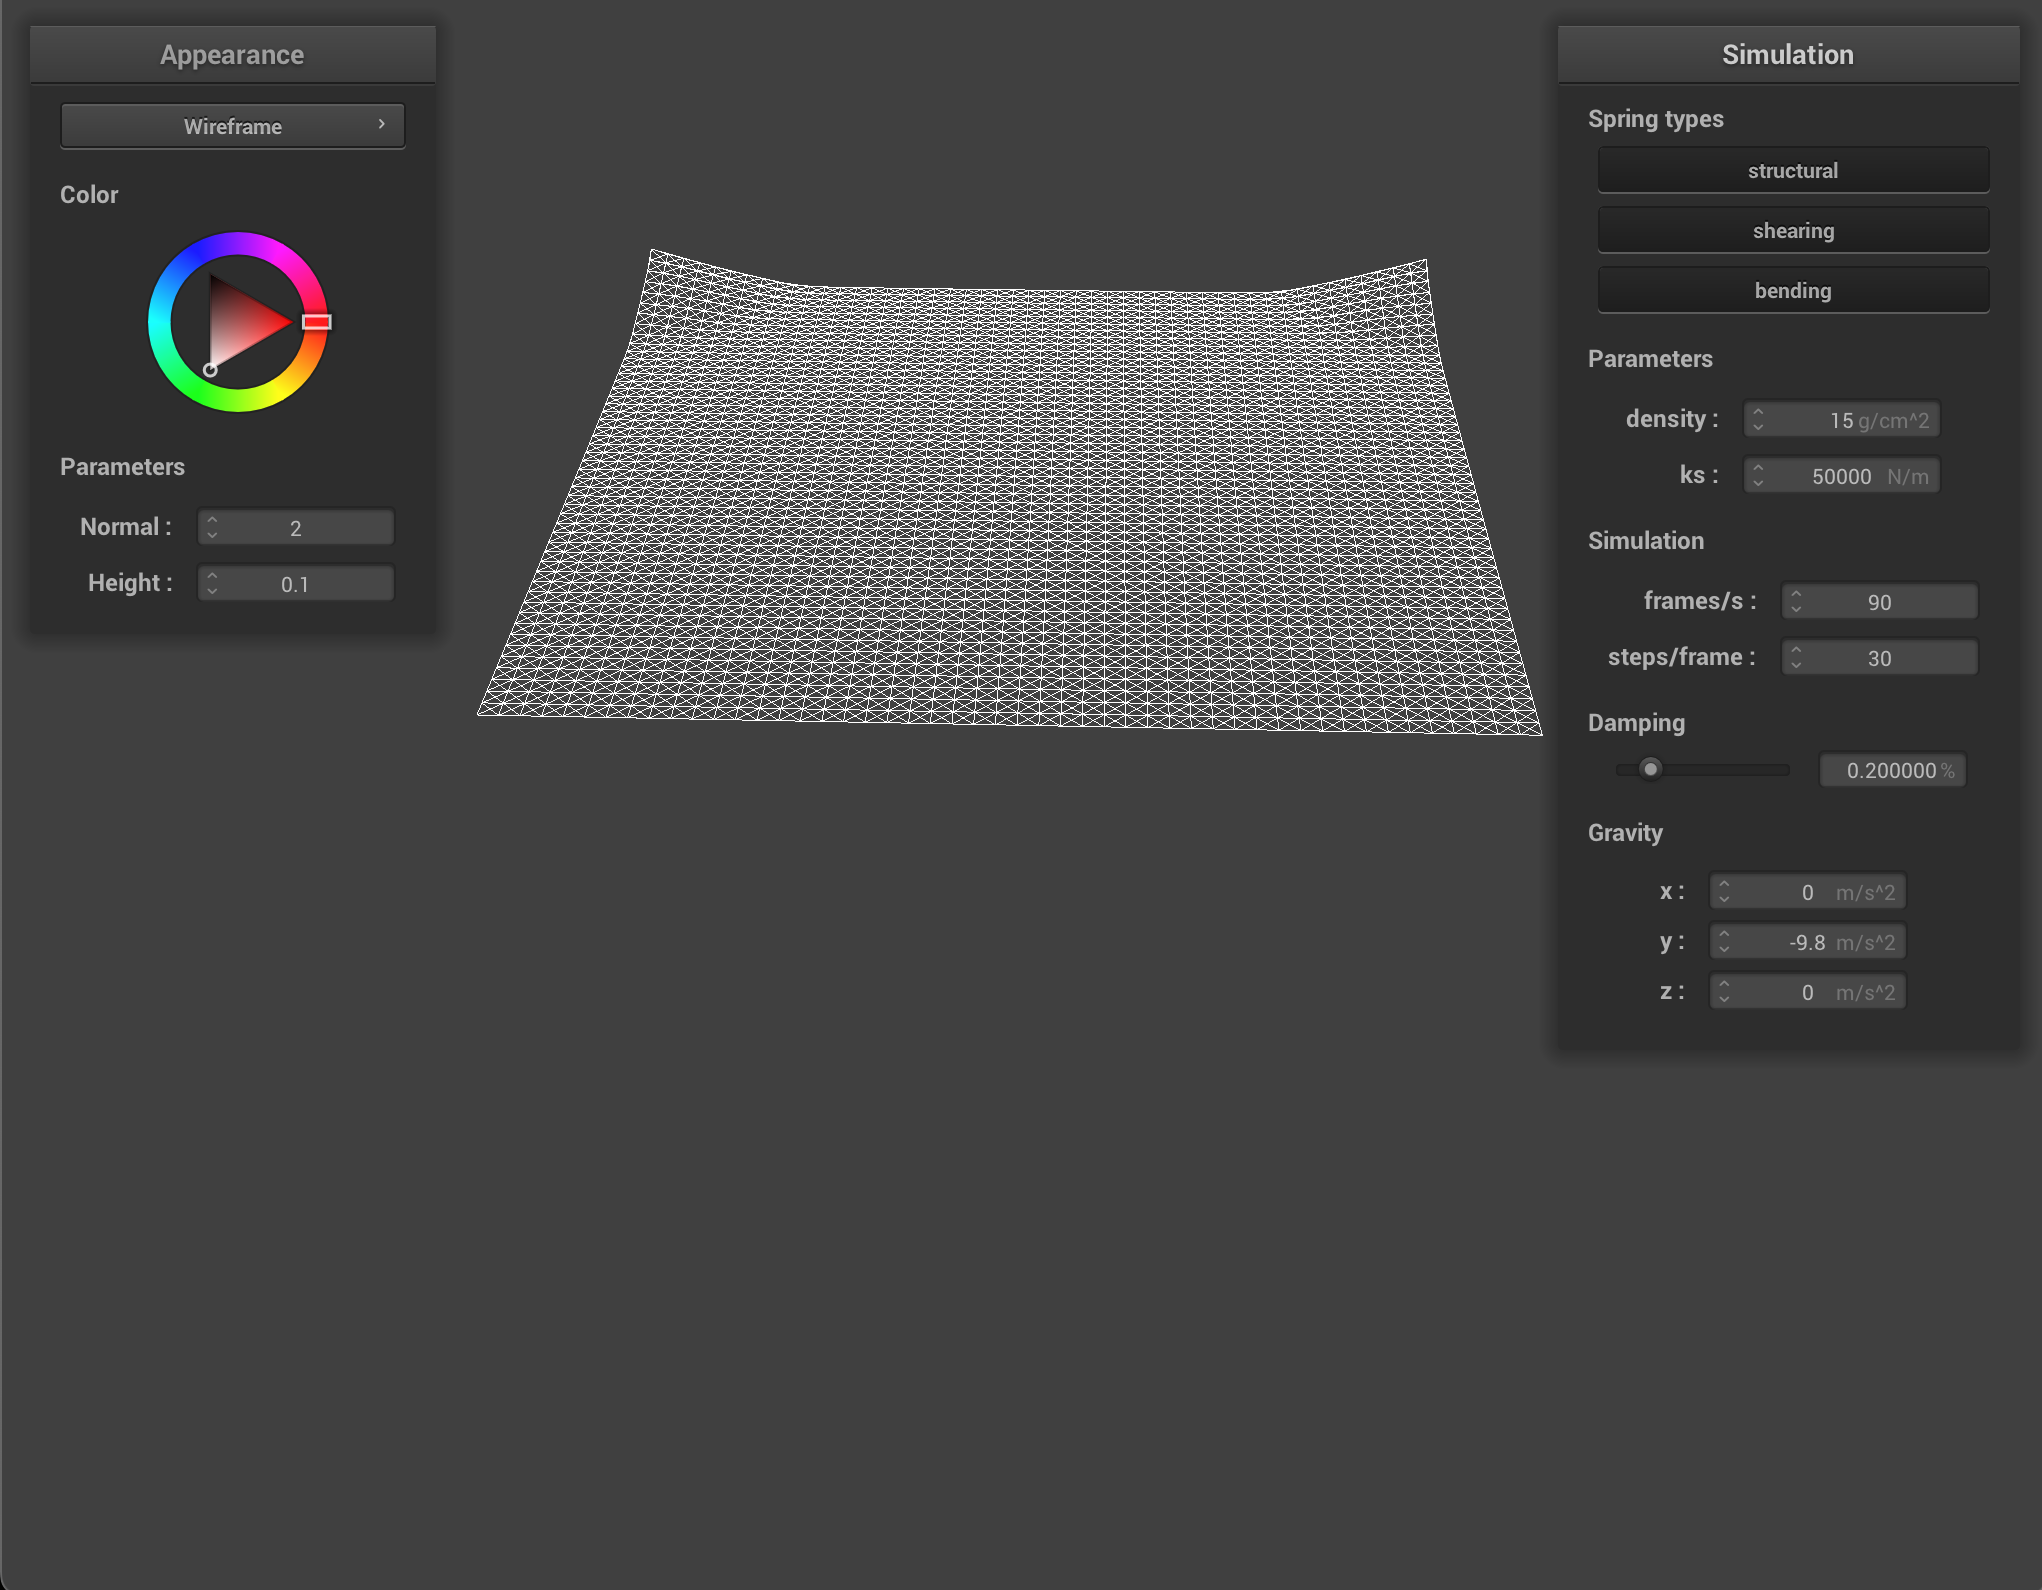 Appearance
Wireframe
Color
Parameters
Normal : 2
Height : 0.1
Simulation
Spring types
structural
shearing
bending
Parameters
density : 15 g/cm^2
ks : 50000 N/m
Simulation
frames/s : 90
steps/frame : 30
Damping
0.200000 %
Gravity
x : 0 m/s^2
y : -9.8 m/s^2
z : 0 m/s^2